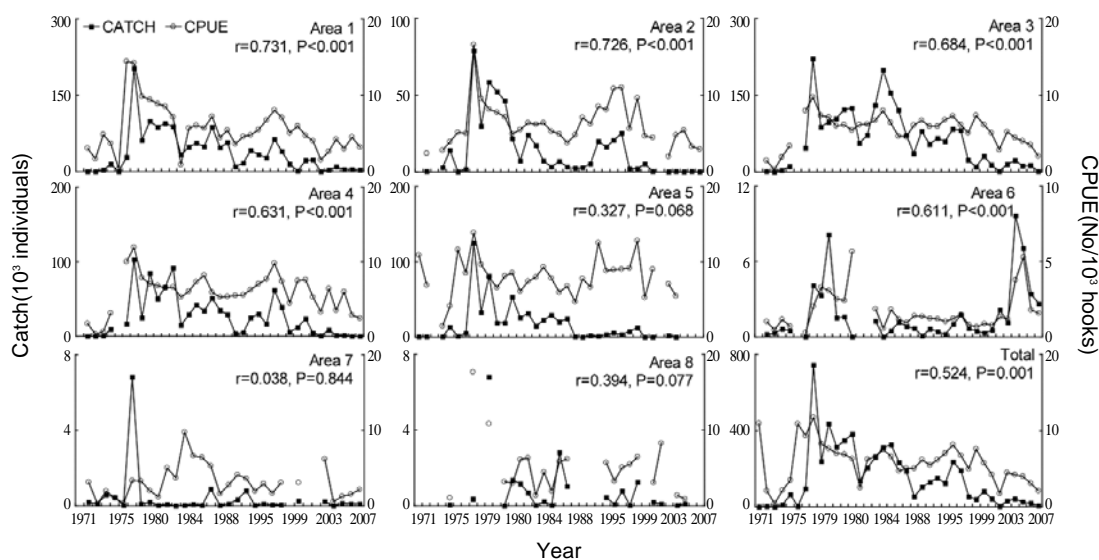 CATCH CPUE
Area 1
r=0.731, P<0.001
300
150
0
20
10
0
Area 2
r=0.726, P<0.001
100
50
0
20
10
0
Area 3
r=0.684, P<0.001
300
150
0
20
10
0
Area 4
r=0.631, P<0.001
200
100
0
20
10
0
Area 5
r=0.327, P=0.068
200
100
0
20
10
0
Area 6
r=0.611, P<0.001
12
6
0
10
5
0
Area 7
r=0.038, P=0.844
8
4
0
20
10
0
1971 1975 1980 1984 1988 1995 1999 2003 2007
Area 8
r=0.394, P=0.077
8
4
0
20
10
0
1971 1975 1979 1980 1984 1988 1995 1999 2003 2007
Total
r=0.524, P=0.001
800
400
0
20
10
0
1971 1975 1979 1980 1984 1988 1995 1999 2003 2007
Catch(10³ individuals)
CPUE(No/10³ hooks)
Year